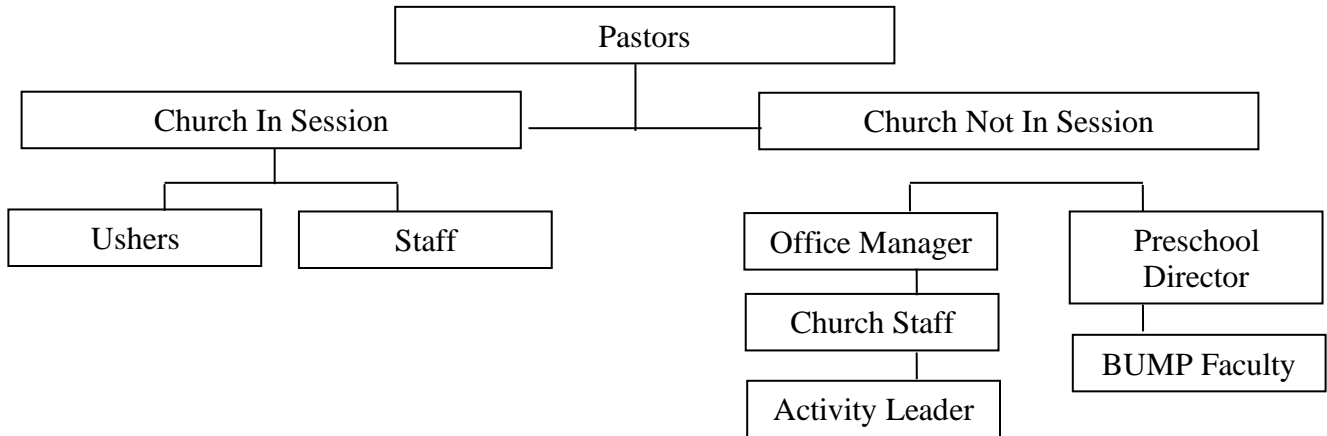 Pastors
Church In Session
Church Not In Session
Ushers
Staff
Office Manager
Preschool
Director
Church Staff
BUMP Faculty
Activity Leader